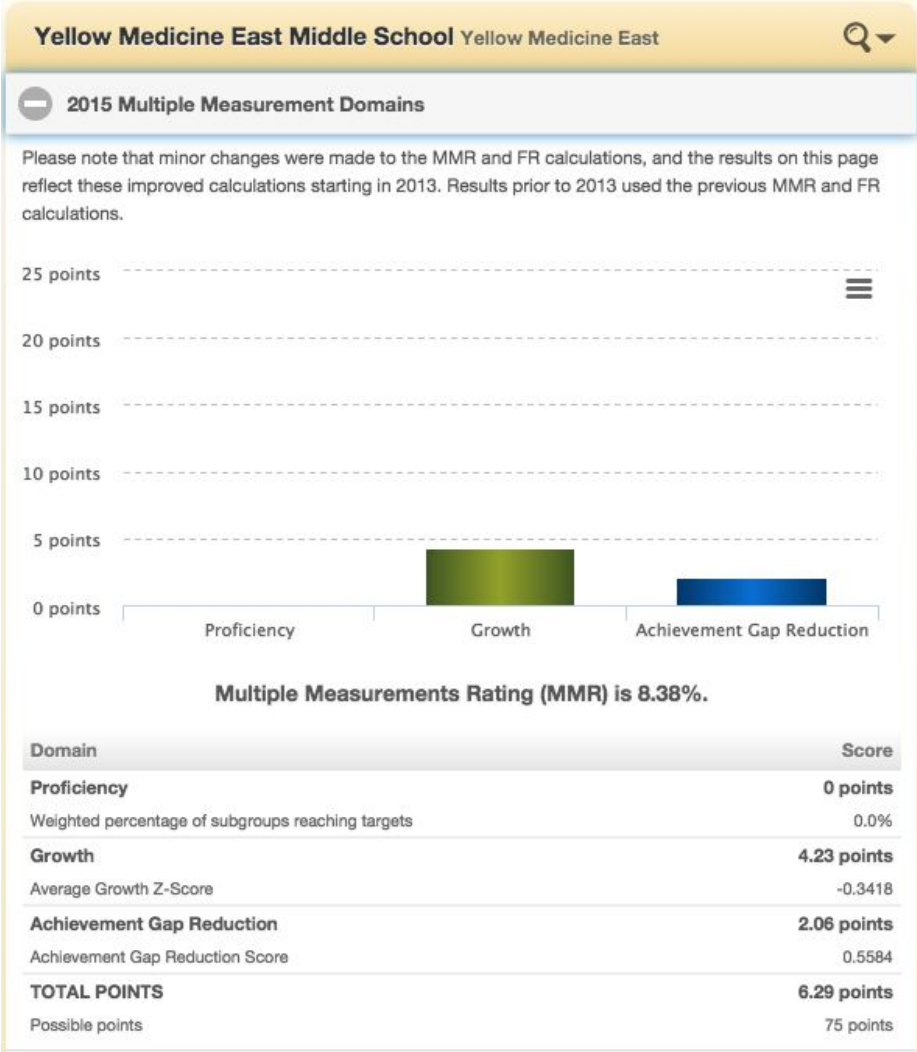 Yellow Medicine East Middle School Yellow Medicine East
2015 Multiple Measurement Domains
Please note that minor changes were made to the MMR and FR calculations, and the results on this page
reflect these improved calculations starting in 2013. Results prior to 2013 used the previous MMR and FR
calculations.
25 points
20 points
15 points
10 points
5 points
0 points
Proficiency Growth Achievement Gap Reduction
Multiple Measurements Rating (MMR) is 8.38%.
Domain Score
Proficiency 0 points
Weighted percentage of subgroups reaching targets 0.0%
Growth 4.23 points
Average Growth Z-Score -0.3418
Achievement Gap Reduction 2.06 points
Achievement Gap Reduction Score 0.5584
TOTAL POINTS 6.29 points
Possible points 75 points